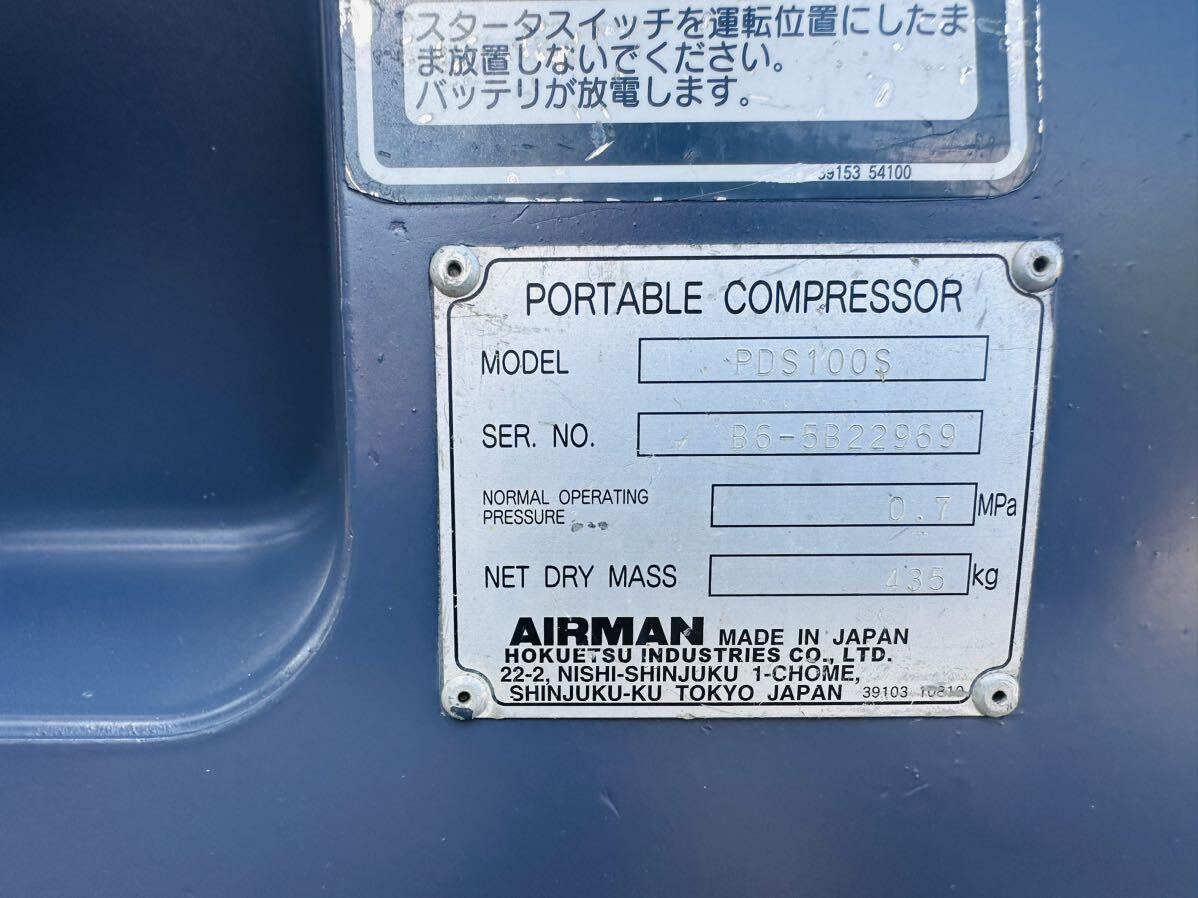 スタータスイッチを運転位置にしたま
ま放置しないでください。
バッテリが放電します。
39153 54100
PORTABLE COMPRESSOR
MODEL PDS100S
SER. NO. B6-5B22969
NORMAL OPERATING
PRESSURE 0.7 MPa
NET DRY MASS 435 kg
AIRMAN MADE IN JAPAN
HOKUETSU INDUSTRIES CO., LTD.
22-2, NISHI-SHINJUKU 1-CHOME,
SHINJUKU-KU TOKYO JAPAN 39103